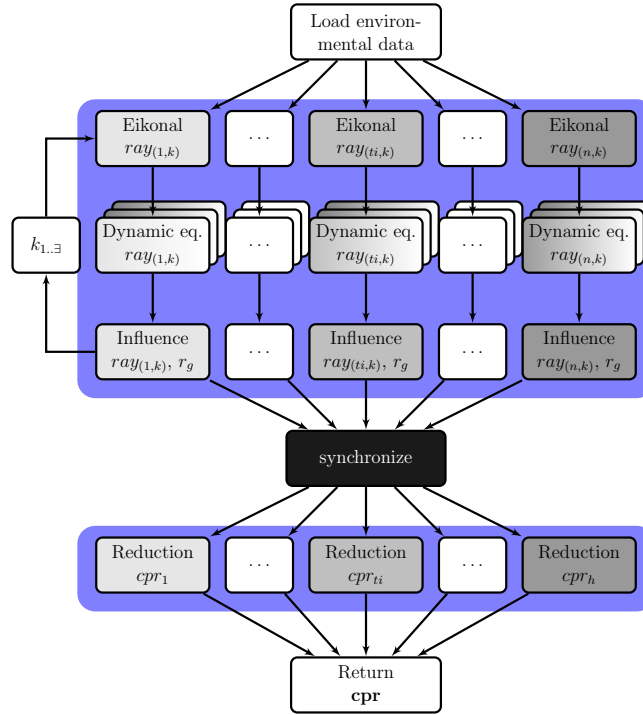 Load environ-
mental data
Eikonal
ray(1,k)
···
Eikonal
ray(ti,k)
···
Eikonal
ray(n,k)
k1..∃
Dynamic eq.
ray(1,k)
···
Dynamic eq.
ray(ti,k)
···
Dynamic eq.
ray(n,k)
Influence
ray(1,k), rg
···
Influence
ray(ti,k), rg
···
Influence
ray(n,k), rg
synchronize
Reduction
cpr1
···
Reduction
cprti
···
Reduction
cprh
Return
cpr